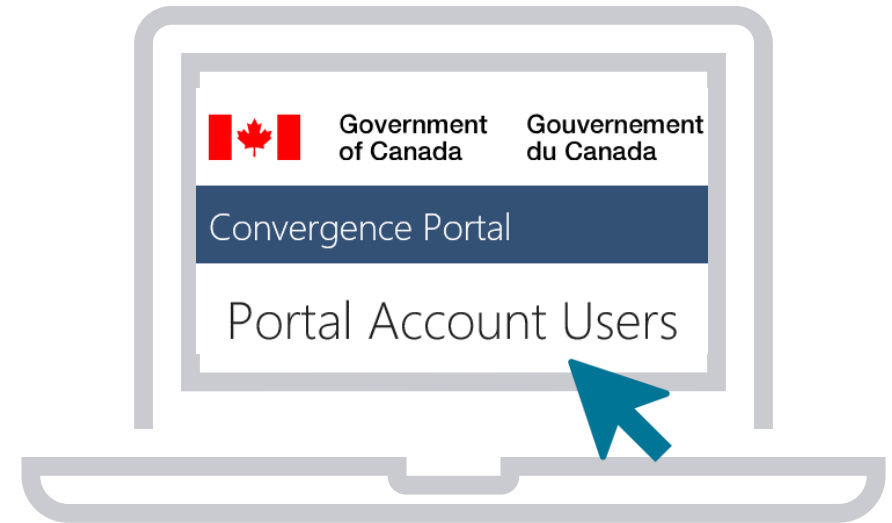 Government
of Canada
Gouvernement
du Canada
Convergence Portal
Portal Account Users